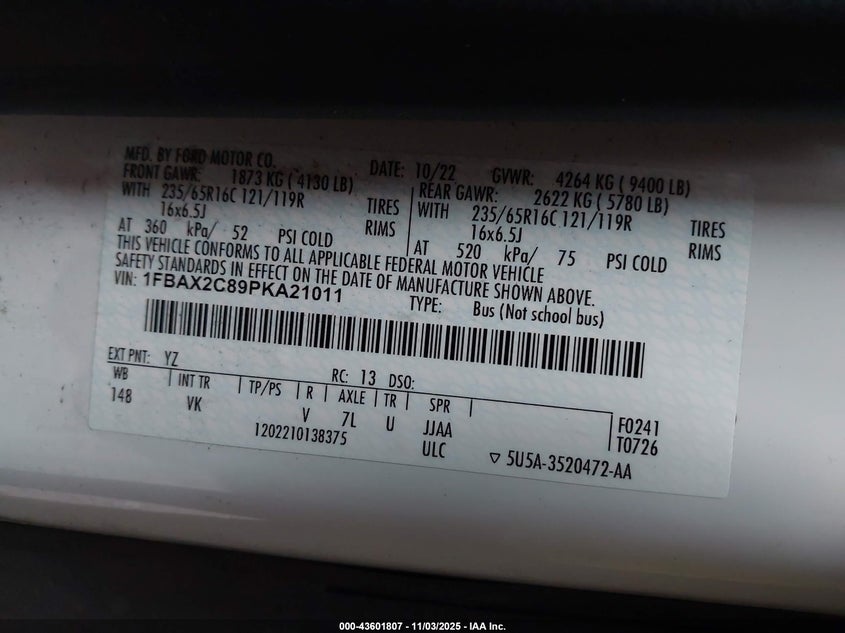 MFD. BY FORD MOTOR CO. DATE: 10/22 GVWR: 4264 KG ( 9400 LB)
FRONT GAWR: 1873 KG ( 4130 LB) REAR GAWR: 2622 KG ( 5780 LB)
WITH 235/65R16C 121/119R TIRES WITH 235/65R16C 121/119R TIRES
16x6.5J RIMS 16x6.5J RIMS
AT 360 kPa/ 52 PSI COLD AT 520 kPa/ 75 PSI COLD
THIS VEHICLE CONFORMS TO ALL APPLICABLE FEDERAL MOTOR VEHICLE
SAFETY STANDARDS IN EFFECT ON THE DATE OF MANUFACTURE SHOWN ABOVE.
VIN: 1FBAX2C89PKA21011 TYPE: Bus (Not school bus)
EXT PNT: YZ RC: 13 DSO:
WB INT TR TP/PS R AXLE TR SPR F0241
148 VK V 7L U JJAA T0726
1202210138375 ULC ▽ 5U5A-3520472-AA
000-43601807 - 11/03/2025 - IAA Inc.